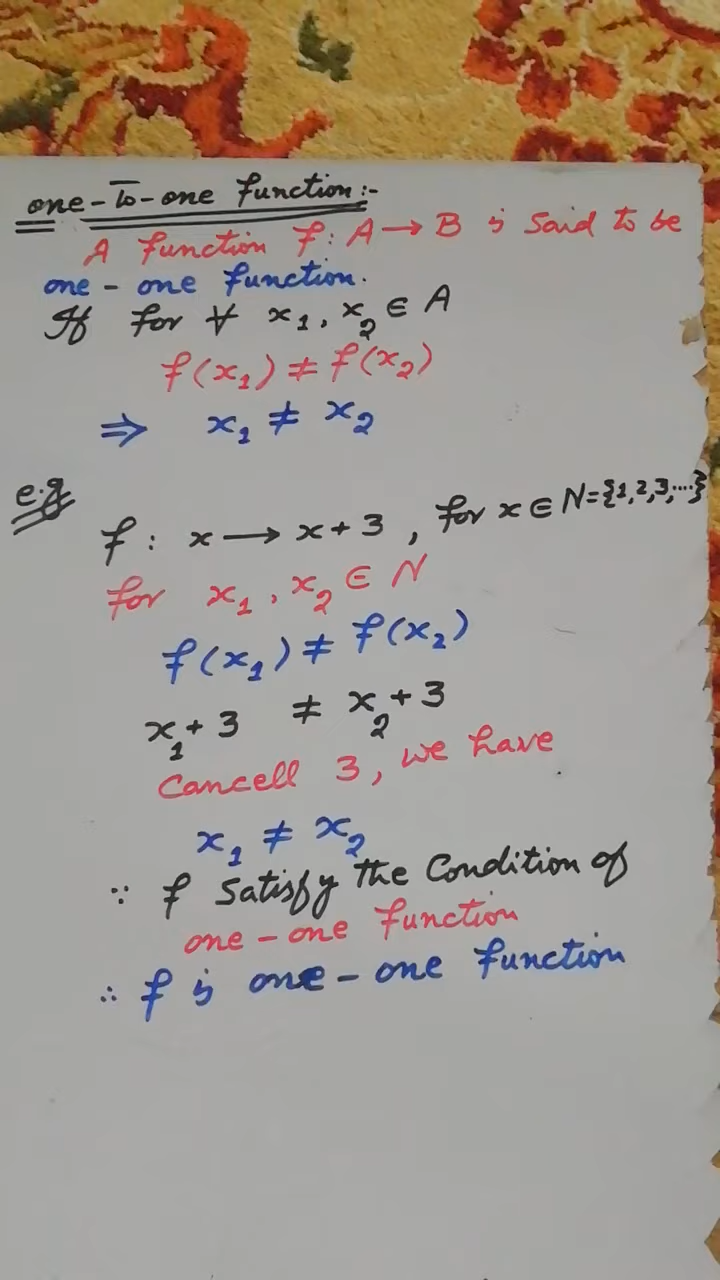 one-To-one function:-
A function f: A → B is said to be
one - one function.
If for ∀ x₁, x₂ ∈ A
f(x₁) ≠ f(x₂)
⇒ x₁ ≠ x₂
e.g
f: x → x + 3, for x ∈ N={1,2,3,...}
for x₁, x₂ ∈ N
f(x₁) ≠ f(x₂)
x₁ + 3 ≠ x₂ + 3
Cancell 3, we have
x₁ ≠ x₂
∵ f Satisfy the Condition of
one - one function
∴ f is one - one function